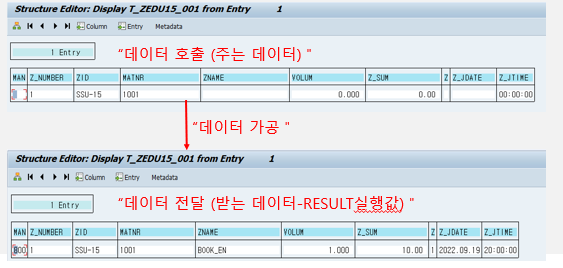 Structure Editor: Display T_ZEDU15_001 from Entry 1
Column Entry Metadata
1 Entry
"데이터 호출 (주는 데이터) "
MAN Z_NUMBER ZID MATNR ZNAME VOLUM Z_SUM Z Z_JDATE Z_JTIME
1 SSU-15 1001 0.000 0.00 00:00:00
"데이터 가공 "
Structure Editor: Display T_ZEDU15_001 from Entry 1
Column Entry Metadata
1 Entry
"데이터 전달 (받는 데이터-RESULT실행값) "
MAN Z_NUMBER ZID MATNR ZNAME VOLUM Z_SUM Z Z_JDATE Z_JTIME
800 1 SSU-15 1001 BOOK_EN 1.000 10.00 1 2022.09.19 20:00:00